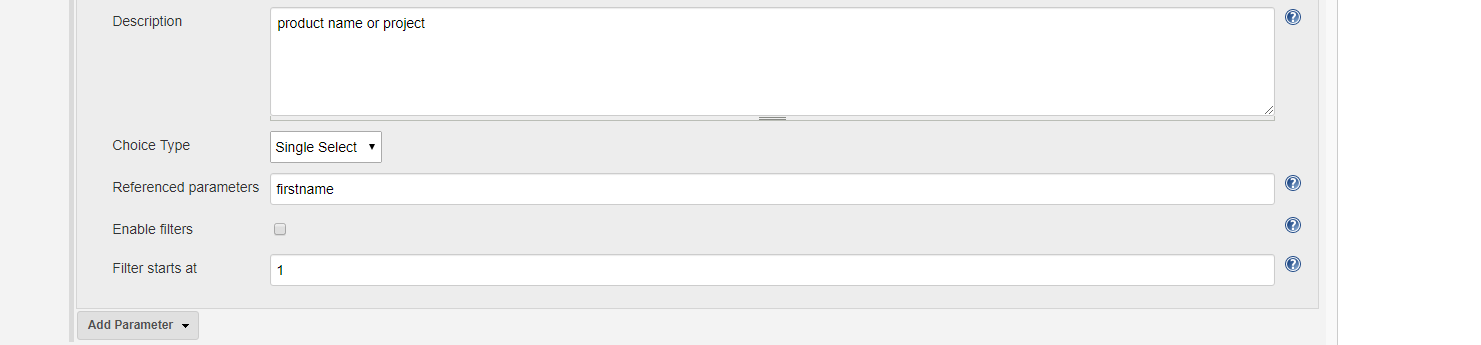 Description
product name or project
Choice Type
Single Select
Referenced parameters
firstname
Enable filters
Filter starts at
1
Add Parameter